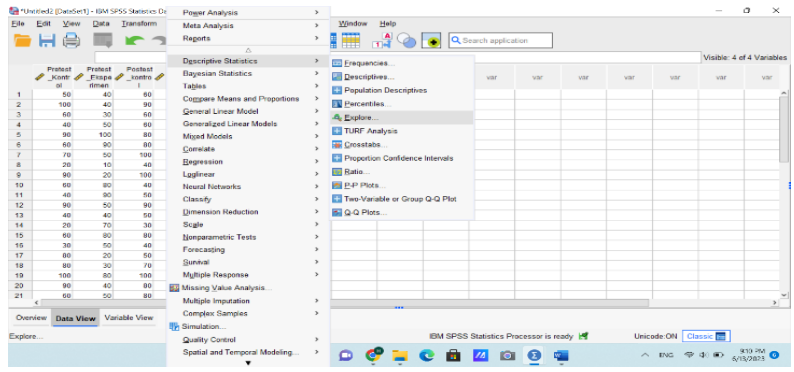 *Untitled2 [DataSet1] - IBM SPSS Statistics Da
File Edit View Data Transform
Window Help
Search application
Visible: 4 of 4 Variables
Power Analysis
Meta Analysis
Reports
Descriptive Statistics
Bayesian Statistics
Tables
Compare Means and Proportions
General Linear Model
Generalized Linear Models
Mixed Models
Correlate
Regression
Loglinear
Neural Networks
Classify
Dimension Reduction
Scale
Nonparametric Tests
Forecasting
Survival
Multiple Response
Missing Value Analysis...
Multiple Imputation
Complex Samples
Simulation...
Quality Control
Spatial and Temporal Modeling...
Frequencies...
Descriptives...
Population Descriptives
Percentiles...
Explore...
TURF Analysis
Crosstabs...
Proportion Confidence Intervals
Ratio...
P-P Plots...
Two-Variable or Group Q-Q Plot
Q-Q Plots...
Pretest _Kontr ol
Pretest _Ekspe rimen
Postest _kontro l
var var var var var var var
1 50 40 60
2 100 40 90
3 60 30 60
4 40 50 60
5 90 100 80
6 60 90 80
7 70 50 100
8 20 10 40
9 90 20 100
10 60 80 40
11 40 90 50
12 90 50 90
13 40 40 50
14 20 70 30
15 60 80 80
16 30 50 40
17 80 20 50
18 80 30 70
19 100 80 100
20 90 40 80
21 60 50 80
Overview Data View Variable View
Explore...
IBM SPSS Statistics Processor is ready
Unicode:ON Classic
ENG
9:10 PM
6/13/2023